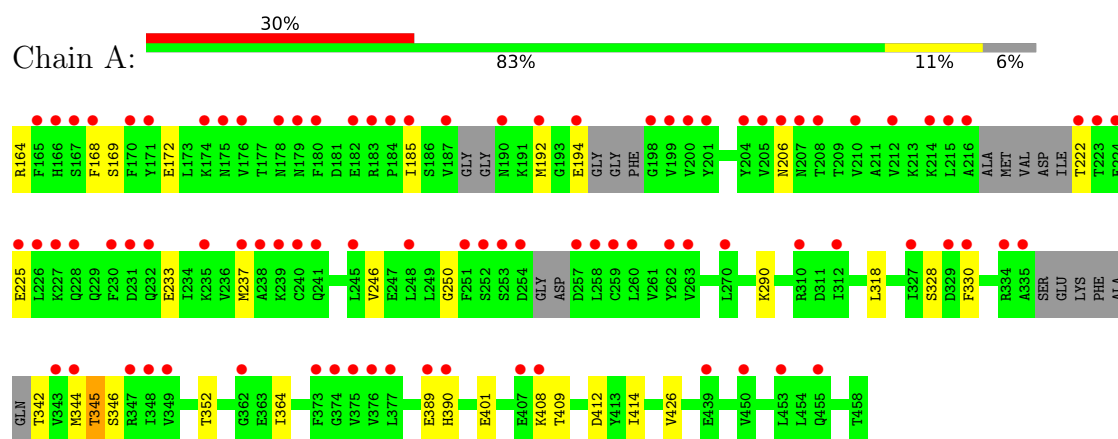 30%
Chain A:
83% 11% 6%
R164 F165 H166 S167 F168 S169 F170 Y171 E172 L173 K174 N175 V176 T177 N178 N179 F180 D181 E182 R183 P184 I185 S186 V187 GLY GLY N190 K191 M192 G193 E194 GLY GLY PHE G198 V199 V200 Y201 Y204 V205 N206 N207 T208 T209 V210 A211 V212 K213 K214 L215 A216 ALA MET VAL ASP ILE T222 T223 E224
E225 L226 K227 Q228 Q229 F230 D231 Q232 E233 I234 K235 V236 M237 A238 K239 C240 Q241 L245 V246 E247 L248 L249 G250 F251 S252 S253 D254 GLY ASP D257 L258 C259 L260 V261 Y262 V263 L270 K290 R310 D311 I312 L318 I327 S328 D329 F330 R334 A335 SER GLU LYS PHE ALA
GLN T342 V343 M344 T345 S346 R347 I348 V349 T352 G362 E363 I364 F373 G374 V375 V376 L377 E389 H390 E401 E407 K408 T409 D412 Y413 I414 V426 E439 V450 L453 L454 Q455 T458